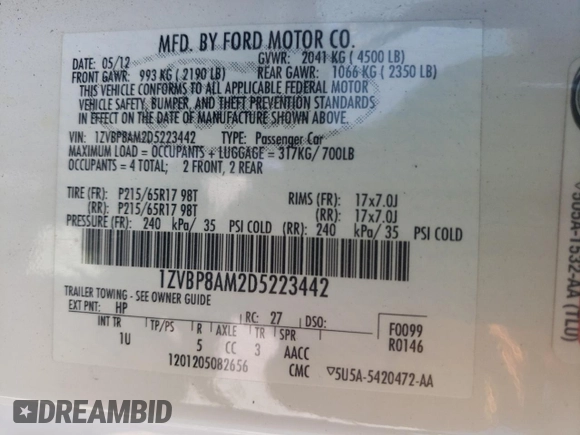 MFD. BY FORD MOTOR CO.
DATE: 05/12 GVWR: 2041 KG ( 4500 LB)
FRONT GAWR: 993 KG ( 2190 LB) REAR GAWR: 1066 KG ( 2350 LB)
THIS VEHICLE CONFORMS TO ALL APPLICABLE FEDERAL MOTOR
VEHICLE SAFETY, BUMPER, AND THEFT PREVENTION STANDARDS
IN EFFECT ON THE DATE OF MANUFACTURE SHOWN ABOVE.
VIN: 1ZVBP8AM2D5223442 TYPE: Passenger Car
MAXIMUM LOAD = OCCUPANTS + LUGGAGE = 317KG/ 700LB
OCCUPANTS = 4 TOTAL; 2 FRONT, 2 REAR
TIRE (FR): P215/65R17 98T RIMS (FR): 17x7.0J
(RR): P215/65R17 98T (RR): 17x7.0J
PRESSURE (FR): 240 kPa/ 35 PSI COLD (RR): 240 kPa/ 35 PSI COLD
1ZVBP8AM2D5223442
TRAILER TOWING - SEE OWNER GUIDE
EXT PNT: HP RC: 27 DSO: F0099
INT TR TP/PS R AXLE TR SPR R0146
1U 5 CC 3 AACC
1201205082656 CMC ▽5U5A-5420472-AA
DREAMBID